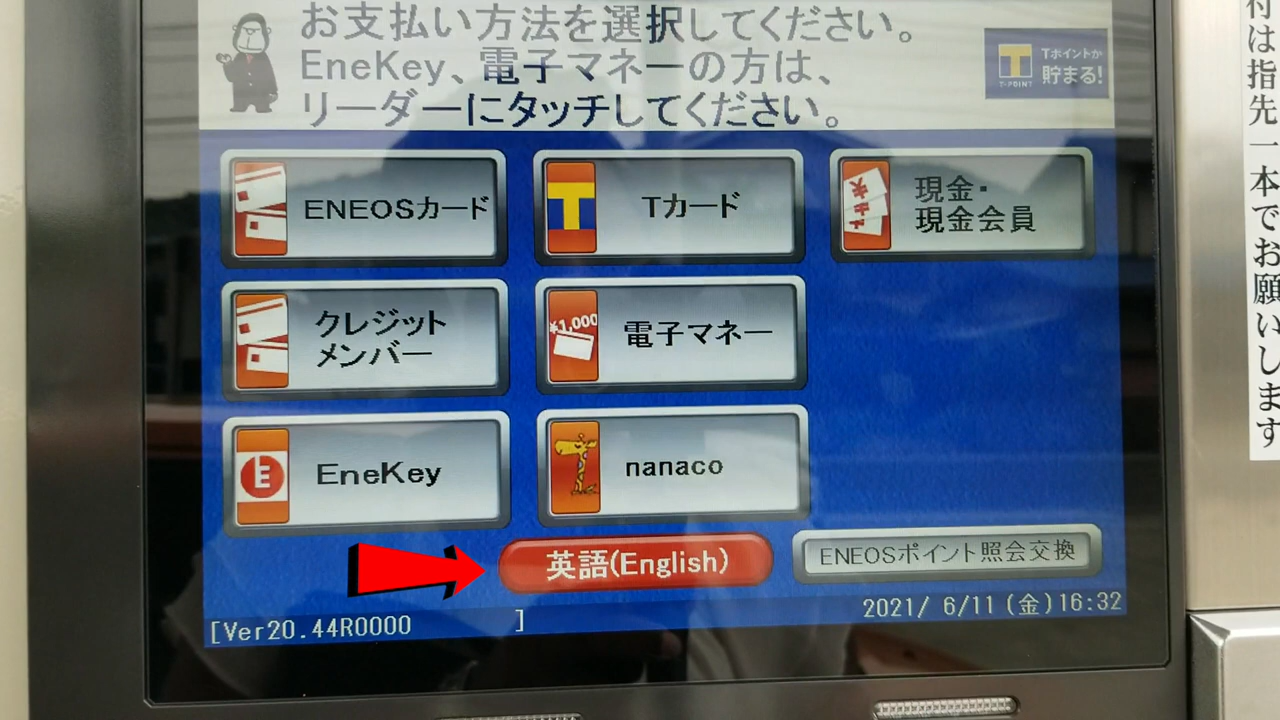 お支払い方法を選択してください。
EneKey、電子マネーの方は、
リーダーにタッチしてください。
T-POINT
Tポイントが
貯まる!
ENEOSカード
Tカード
現金・
現金会員
クレジット
メンバー
¥1,000
電子マネー
EneKey
nanaco
英語(English)
ENEOSポイント照会交換
[Ver20.44R0000 ]
2021/ 6/11 (金)16:32
付は指先一本でお願いします